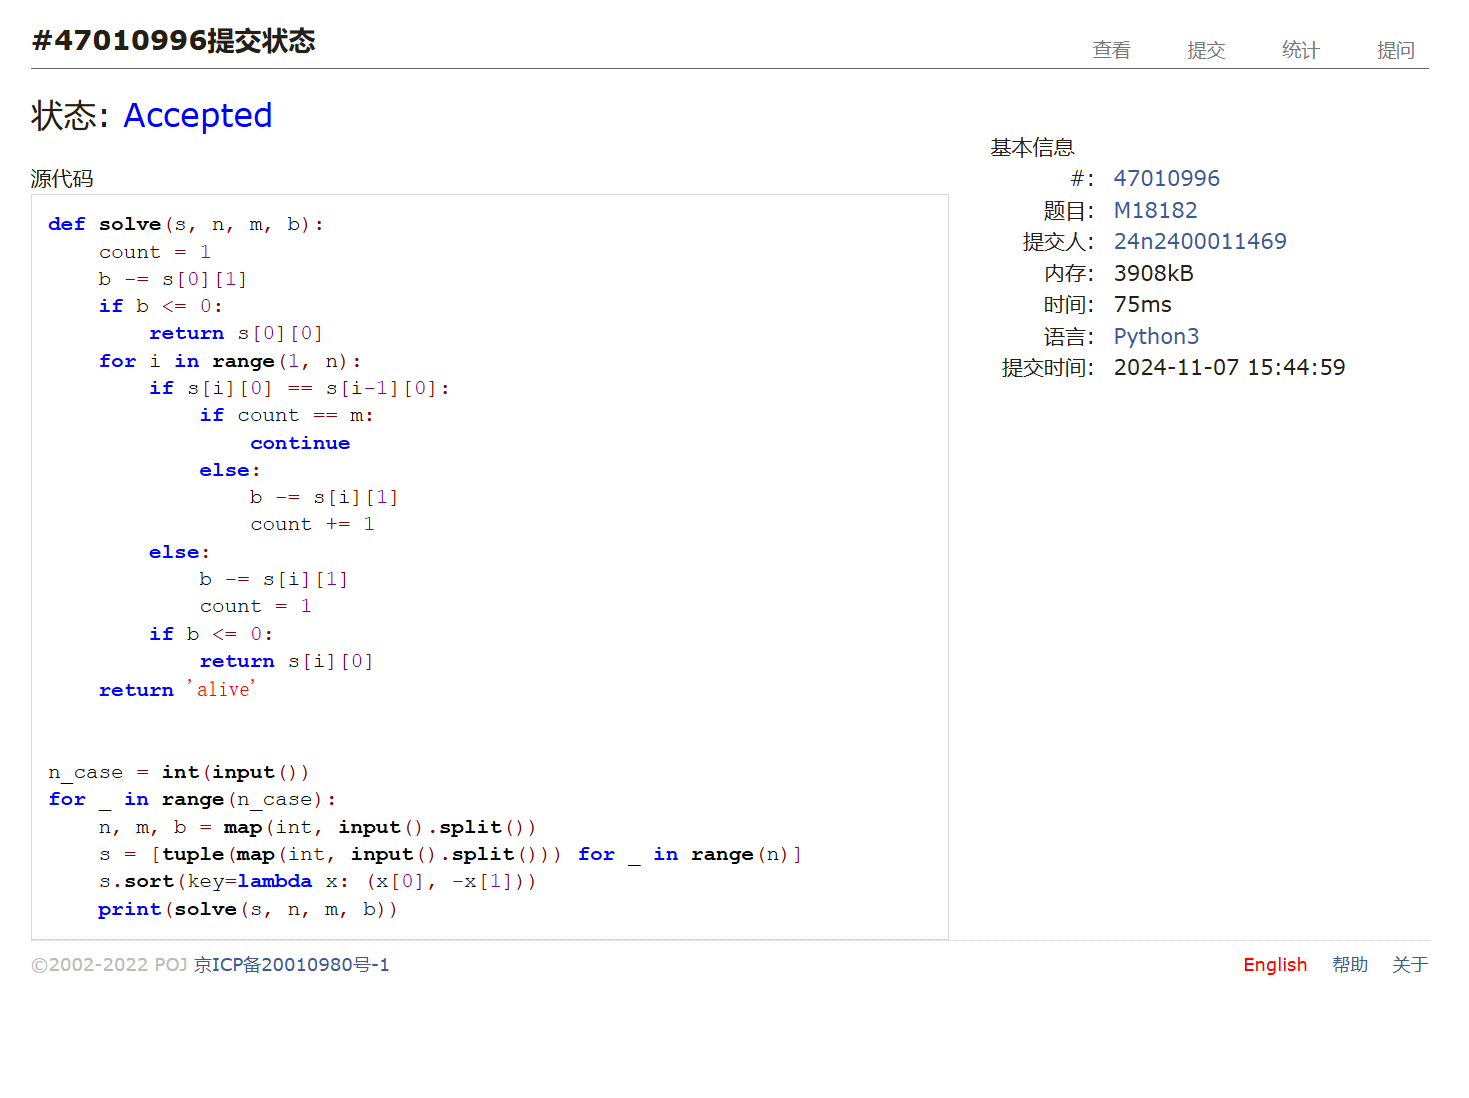 #47010996提交状态
查看 提交 统计 提问
状态: Accepted
源代码
def solve(s, n, m, b):
    count = 1
    b -= s[0][1]
    if b <= 0:
        return s[0][0]
    for i in range(1, n):
        if s[i][0] == s[i-1][0]:
            if count == m:
                continue
            else:
                b -= s[i][1]
                count += 1
        else:
            b -= s[i][1]
            count = 1
        if b <= 0:
            return s[i][0]
    return 'alive'
n_case = int(input())
for _ in range(n_case):
    n, m, b = map(int, input().split())
    s = [tuple(map(int, input().split())) for _ in range(n)]
    s.sort(key=lambda x: (x[0], -x[1]))
    print(solve(s, n, m, b))
基本信息
#: 47010996
题目: M18182
提交人: 24n2400011469
内存: 3908kB
时间: 75ms
语言: Python3
提交时间: 2024-11-07 15:44:59
©2002-2022 POJ 京ICP备20010980号-1
English 帮助 关于